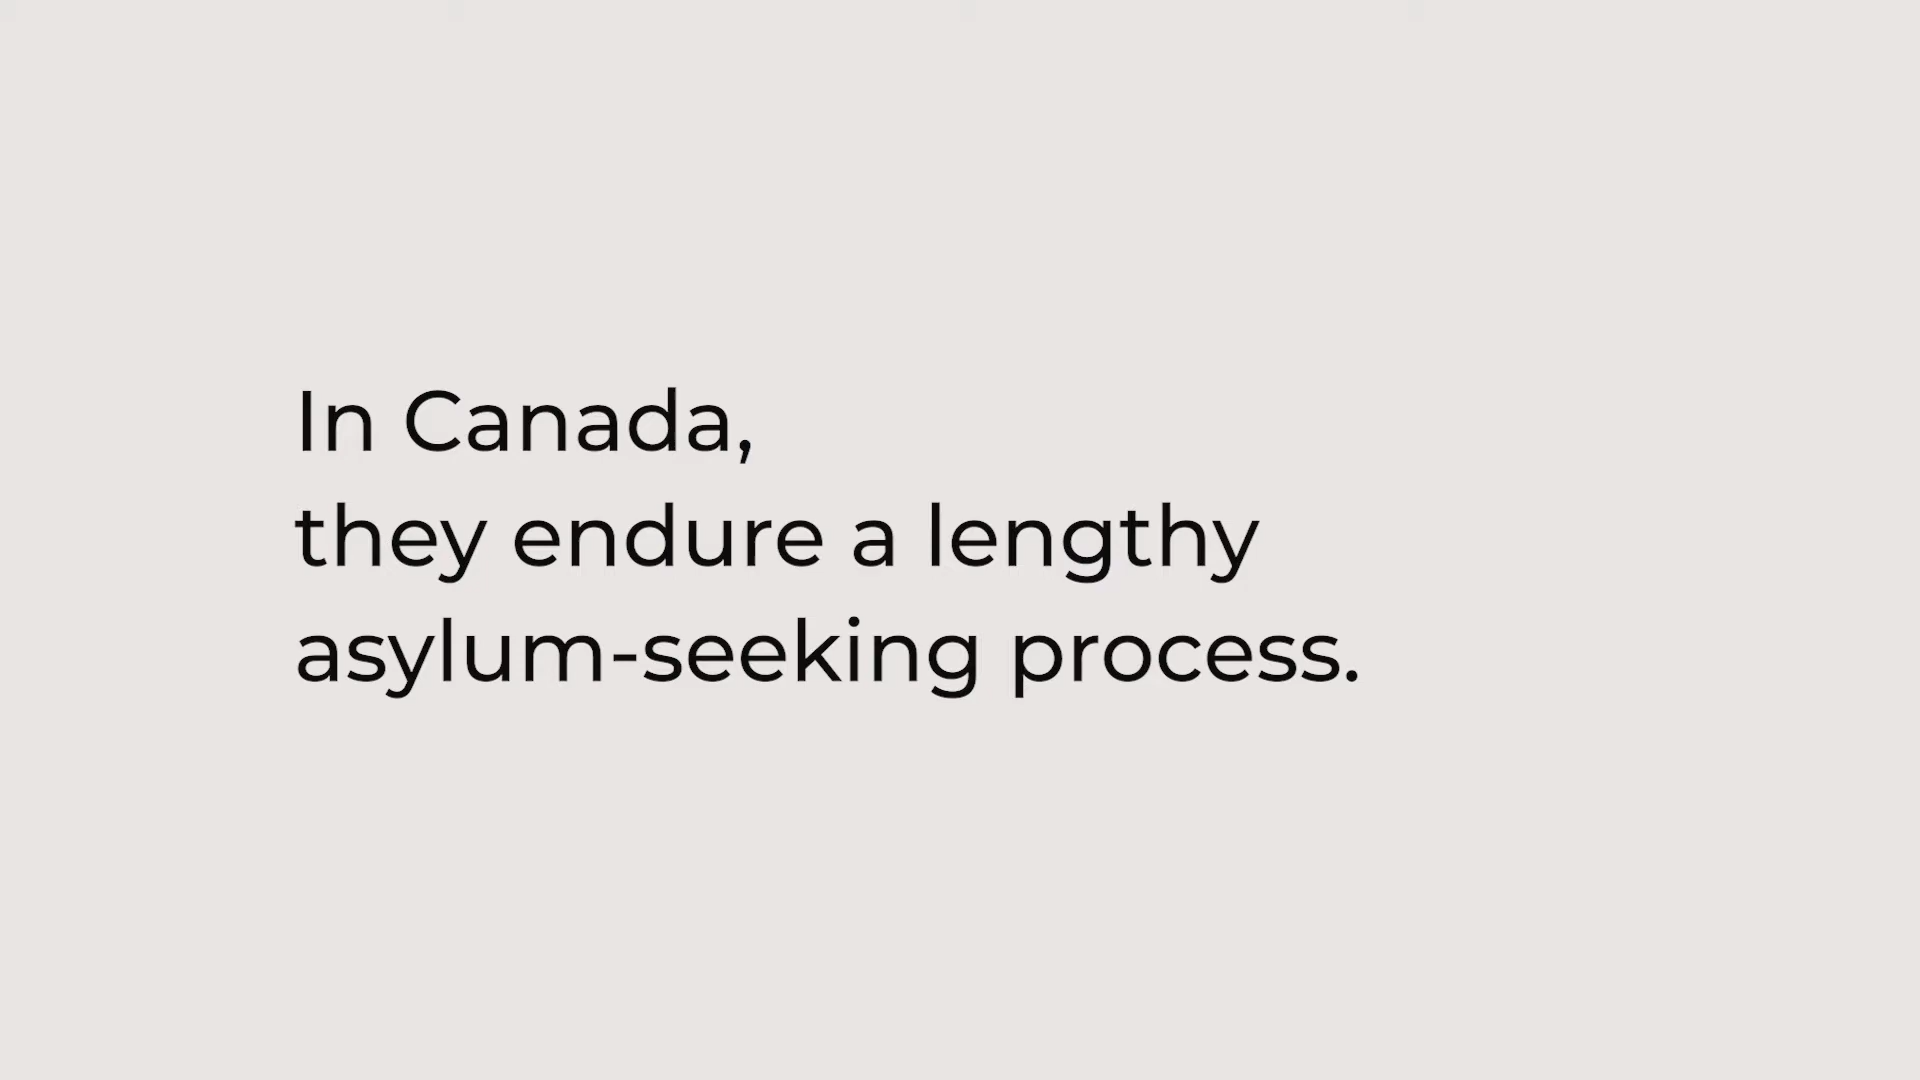 In Canada,
they endure a lengthy
asylum-seeking process.